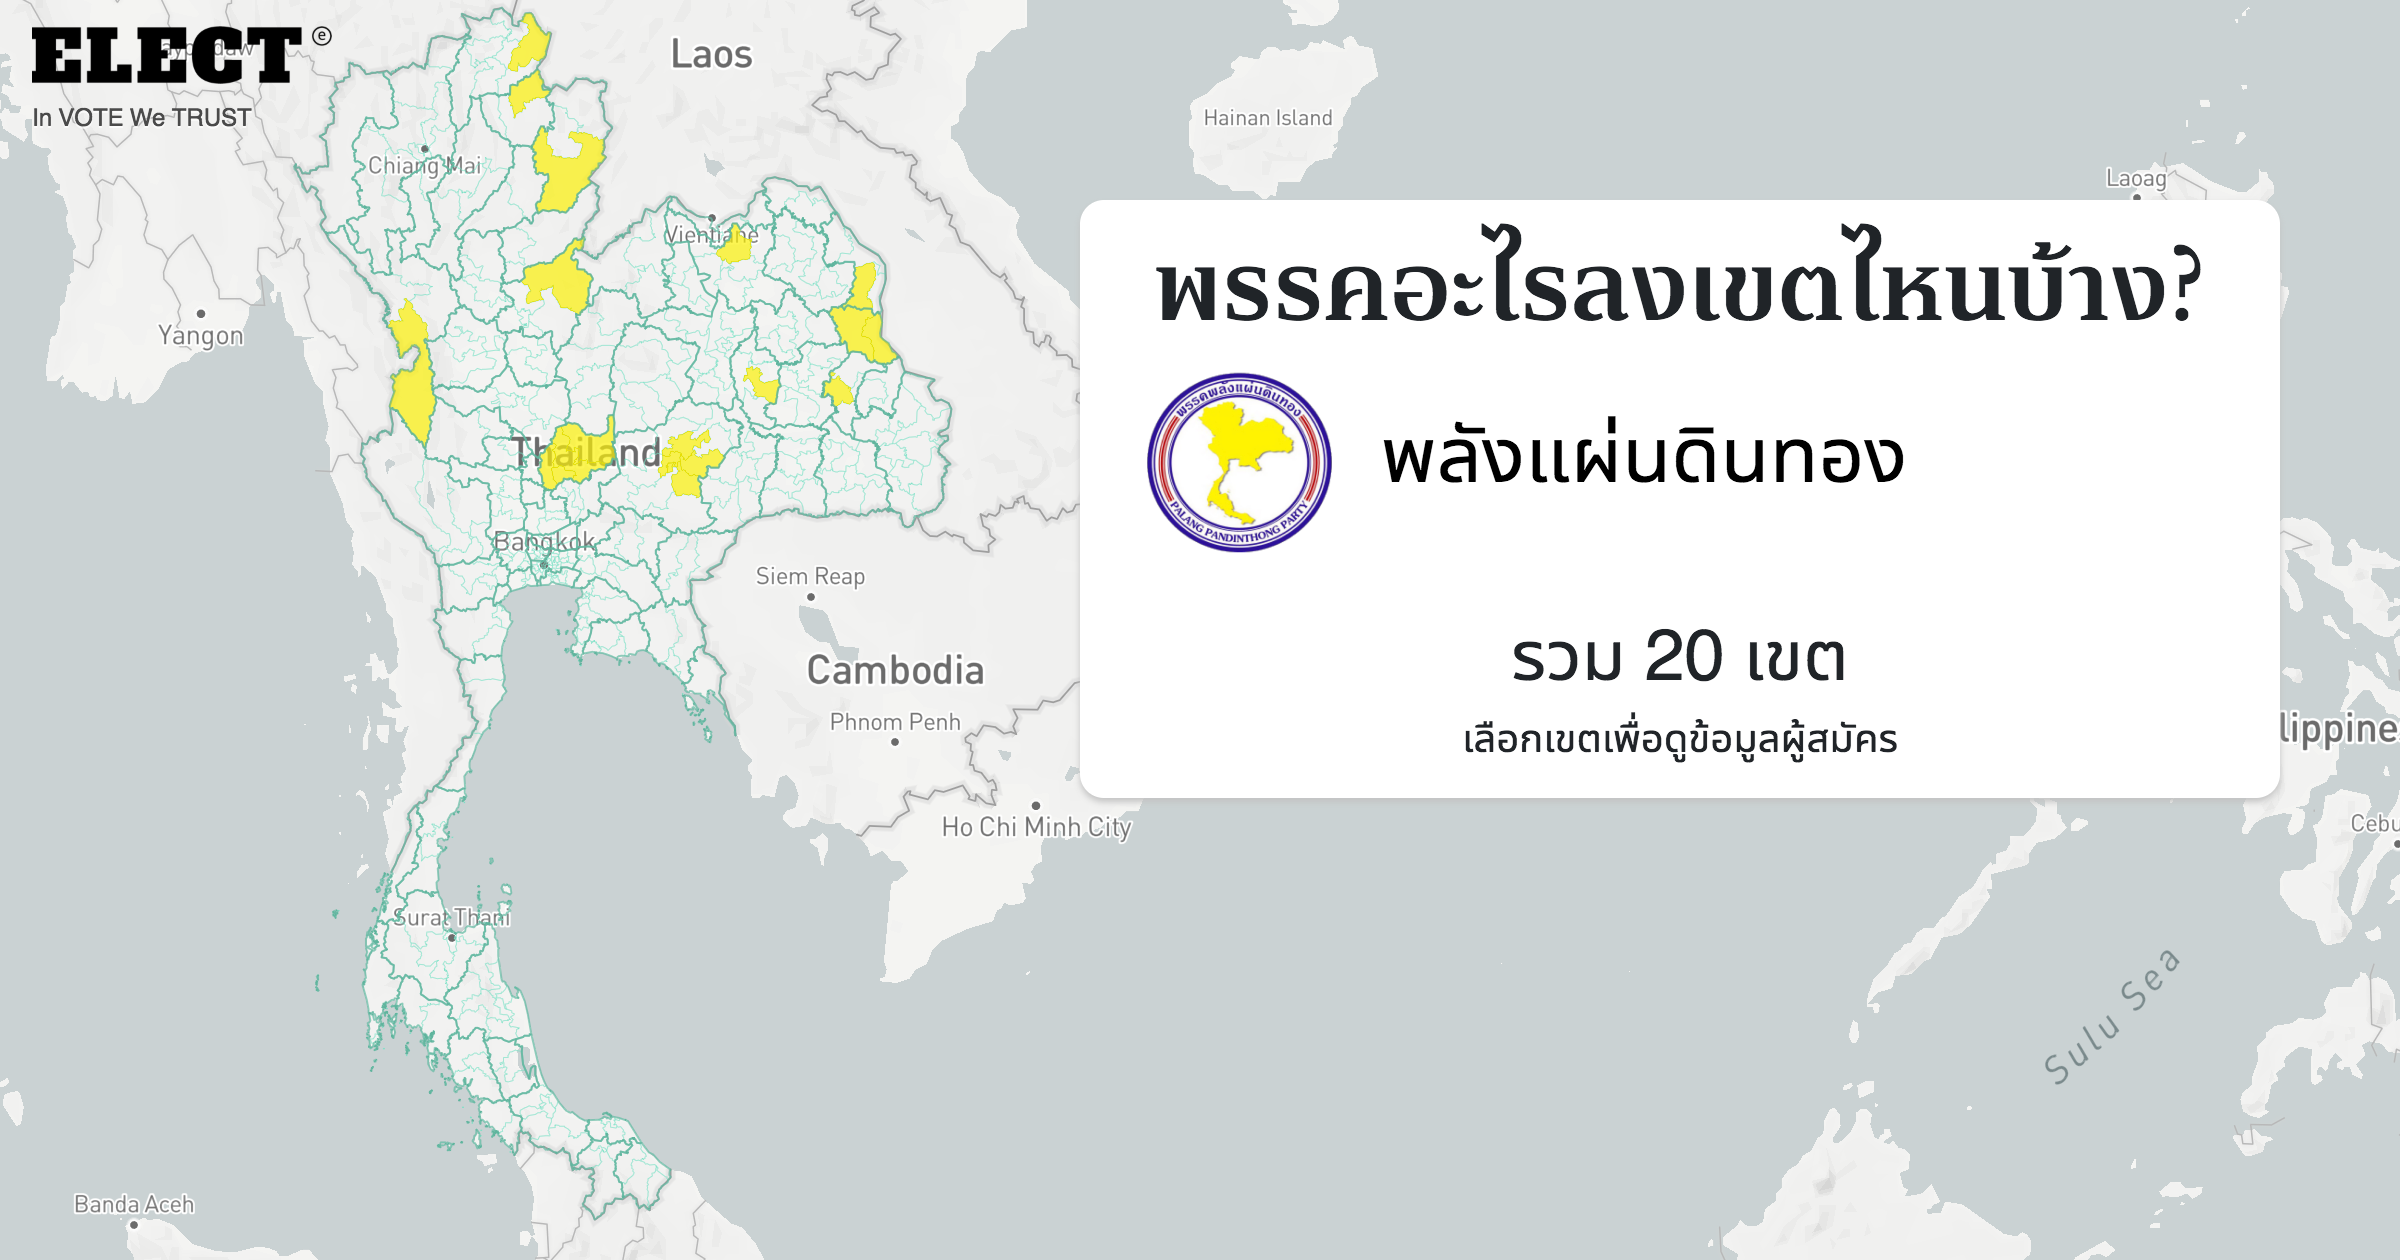 ELECT ⓔ
In VOTE We TRUST
Laos
Hainan Island
Laoag
Chiang Mai
Vientiane
Yangon
Thailand
Bangkok
Siem Reap
Cambodia
Phnom Penh
Ho Chi Minh City
Surat Thani
Banda Aceh
พรรคอะไรลงเขตไหนบ้าง?
พรรคพลังแผ่นดินทอง
PALANG PANDINTHONG PARTY
พลังแผ่นดินทอง
รวม 20 เขต
เลือกเขตเพื่อดูข้อมูลผู้สมัคร
lippine
Cebu
Sulu Sea